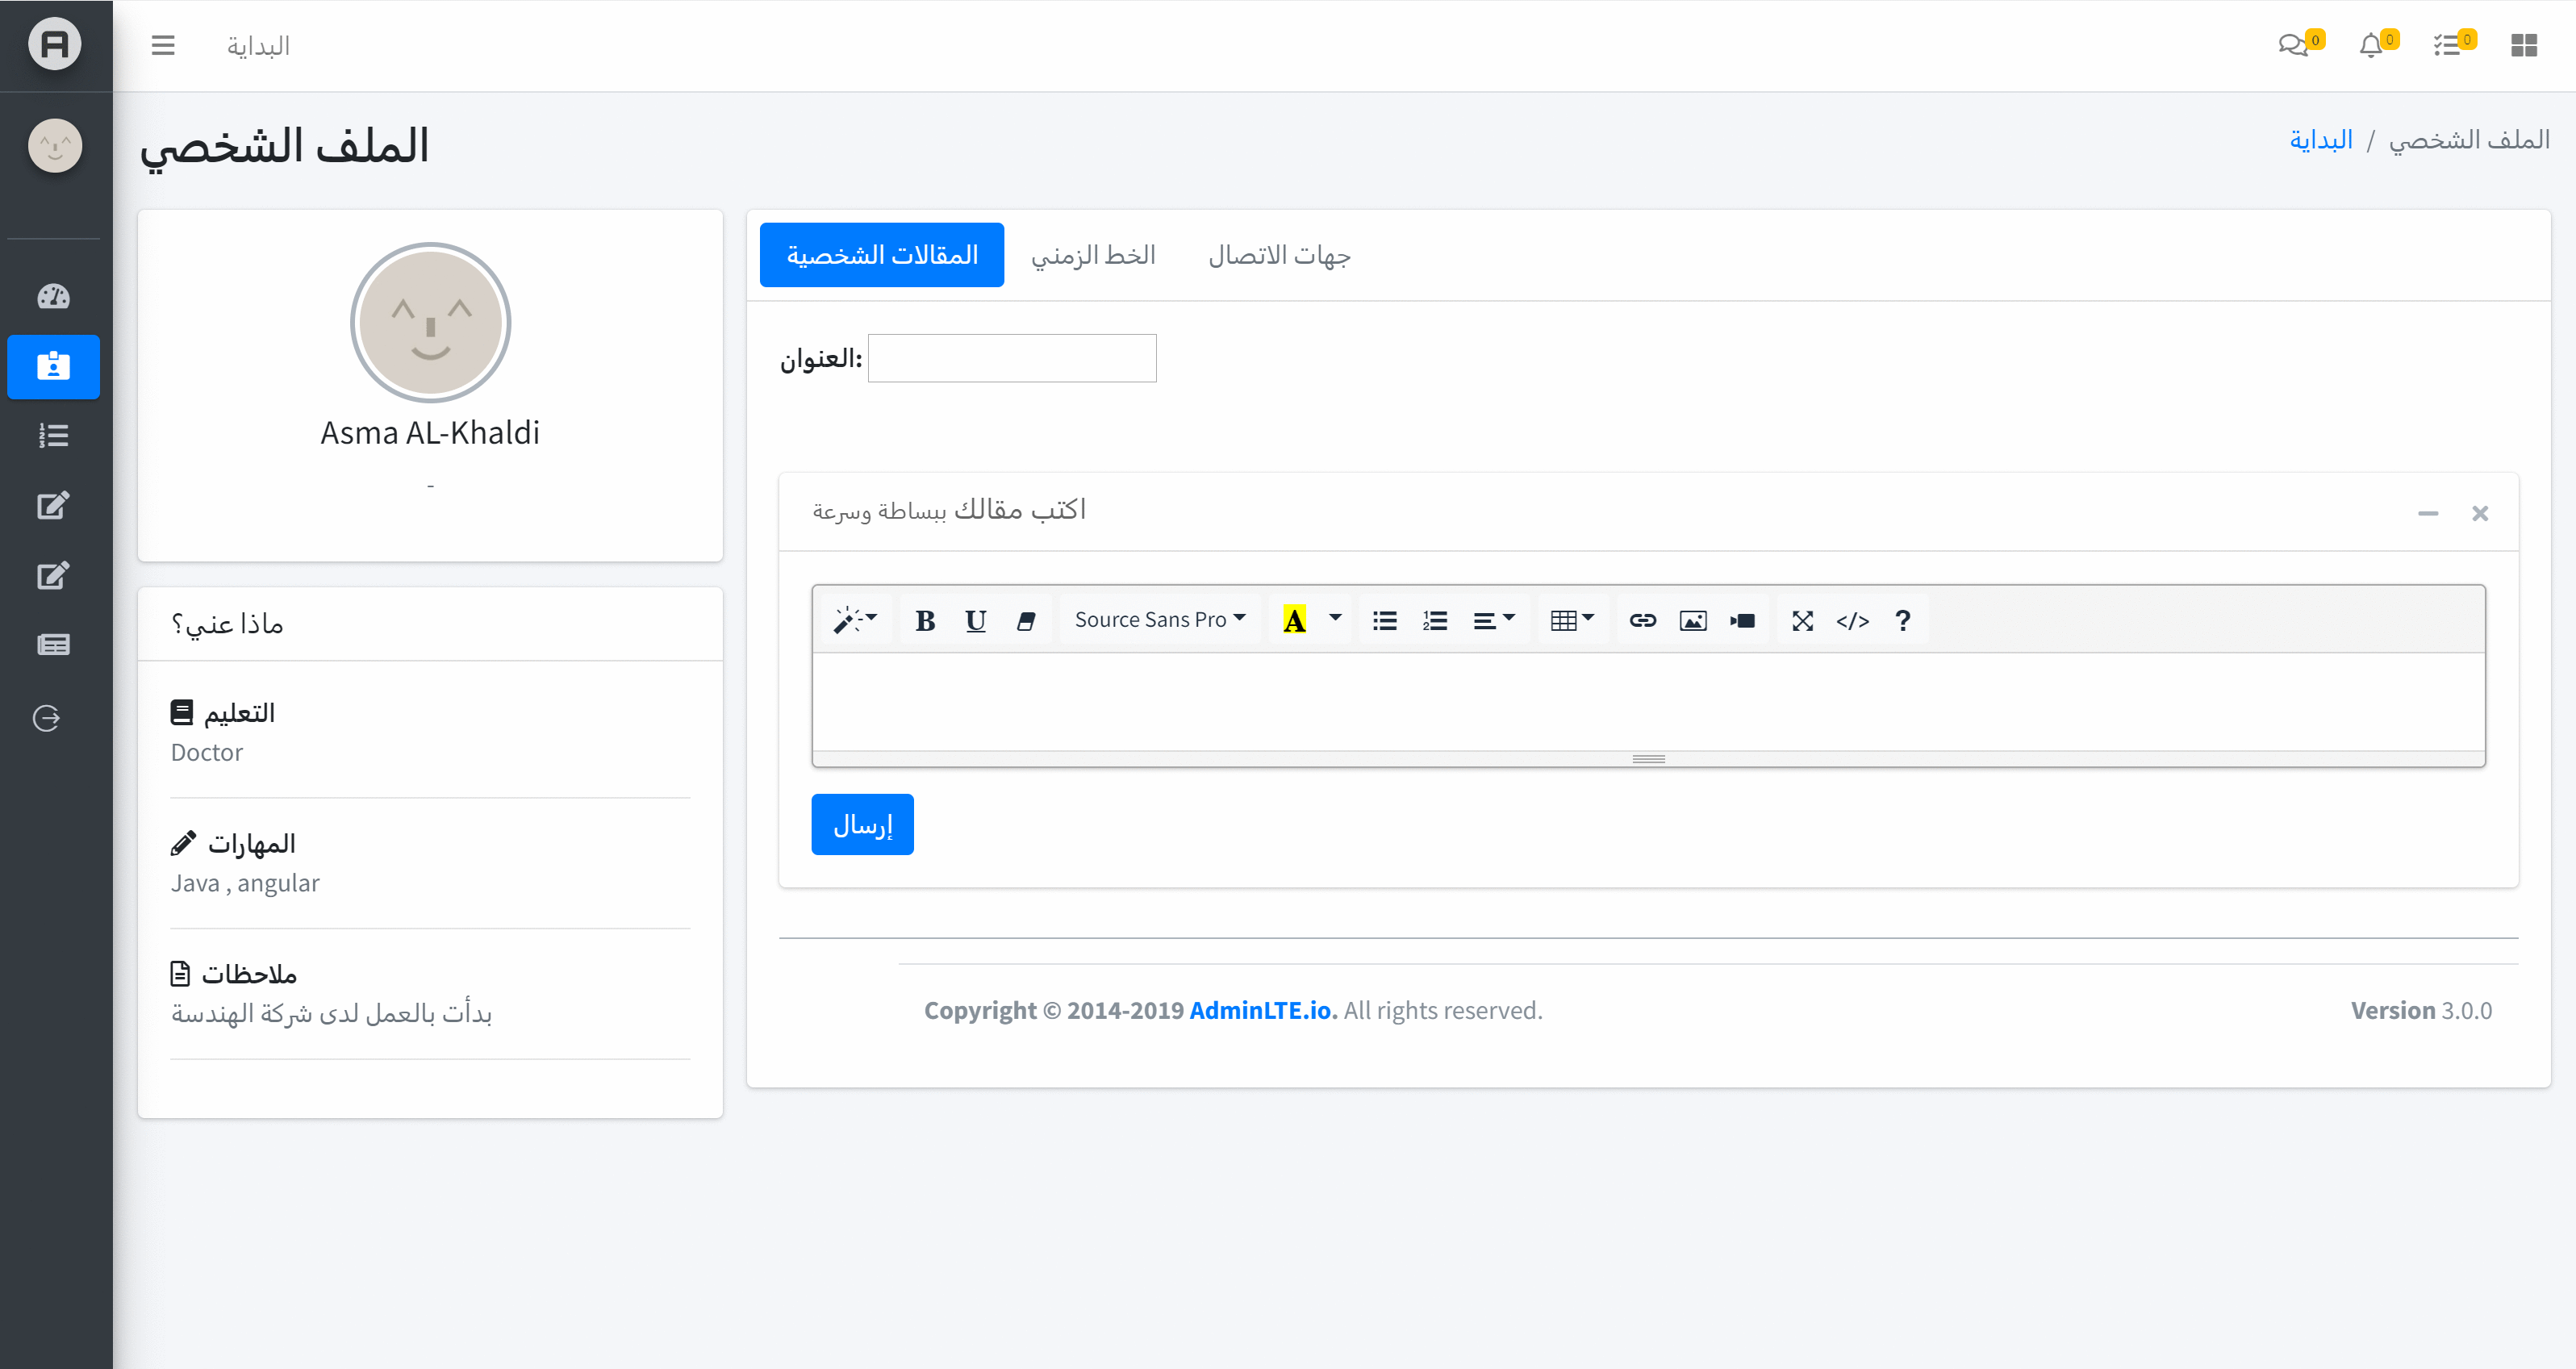 البداية
0
0
0
الملف الشخصي
البداية / الملف الشخصي
Asma AL-Khaldi
-
ماذا عني؟
التعليم
Doctor
المهارات
Java , angular
ملاحظات
بدأت بالعمل لدى شركة الهندسة
المقالات الشخصية
الخط الزمني
جهات الاتصال
العنوان:
اكتب مقالك ببساطة وسرعة
B U Source Sans Pro A </> ?
إرسال
Copyright © 2014-2019 AdminLTE.io. All rights reserved.
Version 3.0.0